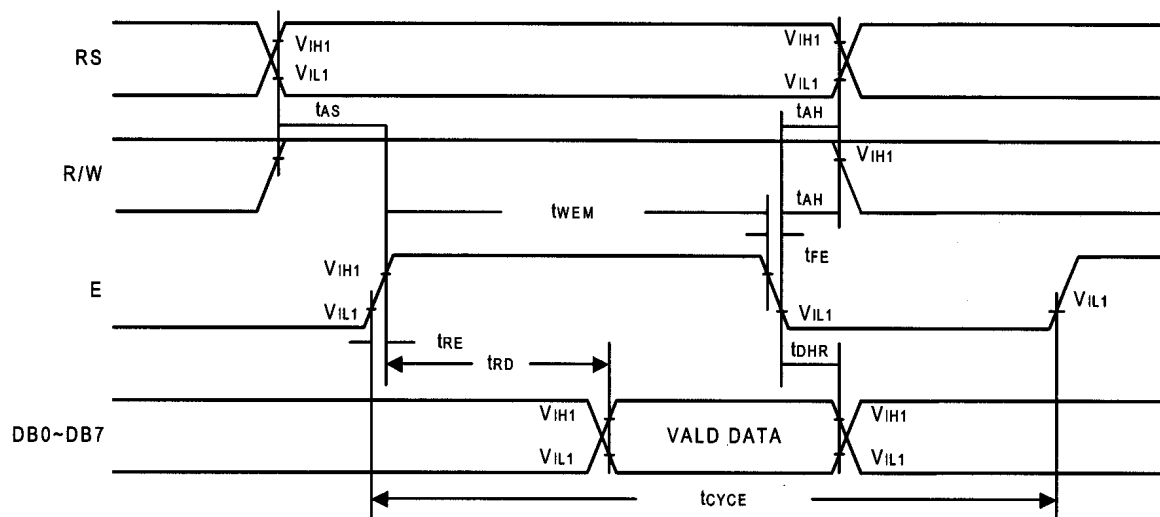 RS
VIH1
VIL1
VIH1
VIL1
tAS
tAH
R/W
VIH1
tWEM
tAH
tFE
E
VIH1
VIL1
VIL1
VIL1
tRE
tRD
tDHR
DB0~DB7
VIH1
VIL1
VALD DATA
VIH1
VIL1
tCYCE